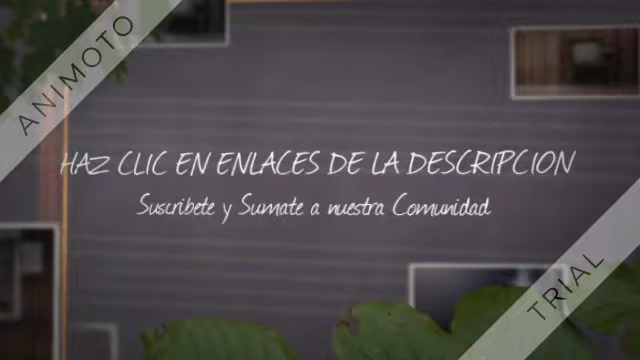 ANIMOTO
HAZ CLIC EN ENLACES DE LA DESCRIPCION
Suscribete y Sumate a nuestra Comunidad
TRIAL